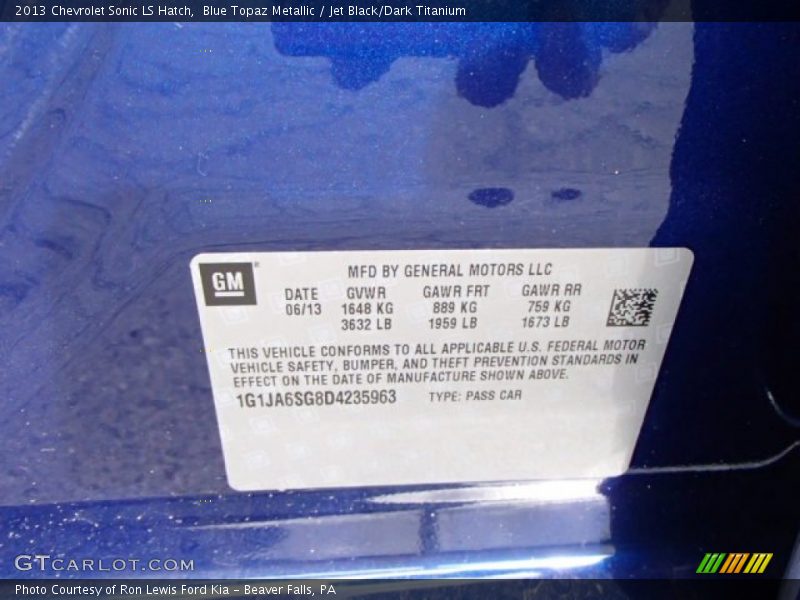 2013 Chevrolet Sonic LS Hatch,  Blue Topaz Metallic / Jet Black/Dark Titanium
GM
MFD BY GENERAL MOTORS LLC
DATE GVWR GAWR FRT GAWR RR
06/13 1648 KG 889 KG 759 KG
3632 LB 1959 LB 1673 LB
THIS VEHICLE CONFORMS TO ALL APPLICABLE U.S. FEDERAL MOTOR
VEHICLE SAFETY, BUMPER, AND THEFT PREVENTION STANDARDS IN
EFFECT ON THE DATE OF MANUFACTURE SHOWN ABOVE.
1G1JA6SG8D4235963 TYPE: PASS CAR
GTCARLOT.COM
Photo Courtesy of Ron Lewis Ford Kia - Beaver Falls, PA